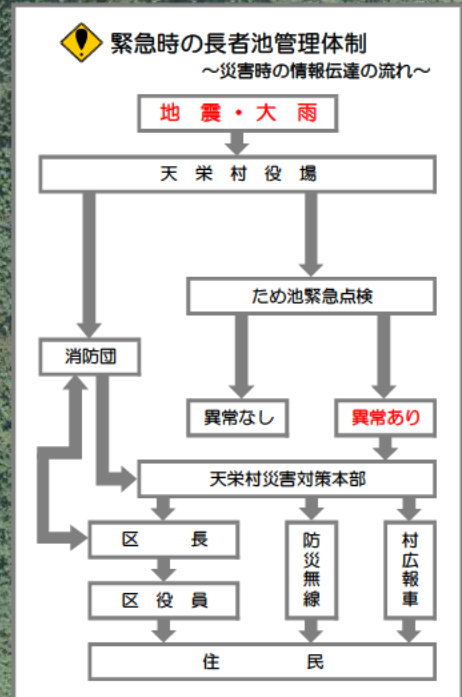 緊急時の長者池管理体制
～災害時の情報伝達の流れ～
地震・大雨
天栄村役場
ため池緊急点検
消防団
異常なし
異常あり
天栄村災害対策本部
区長
防災無線
村広報車
区役員
住民